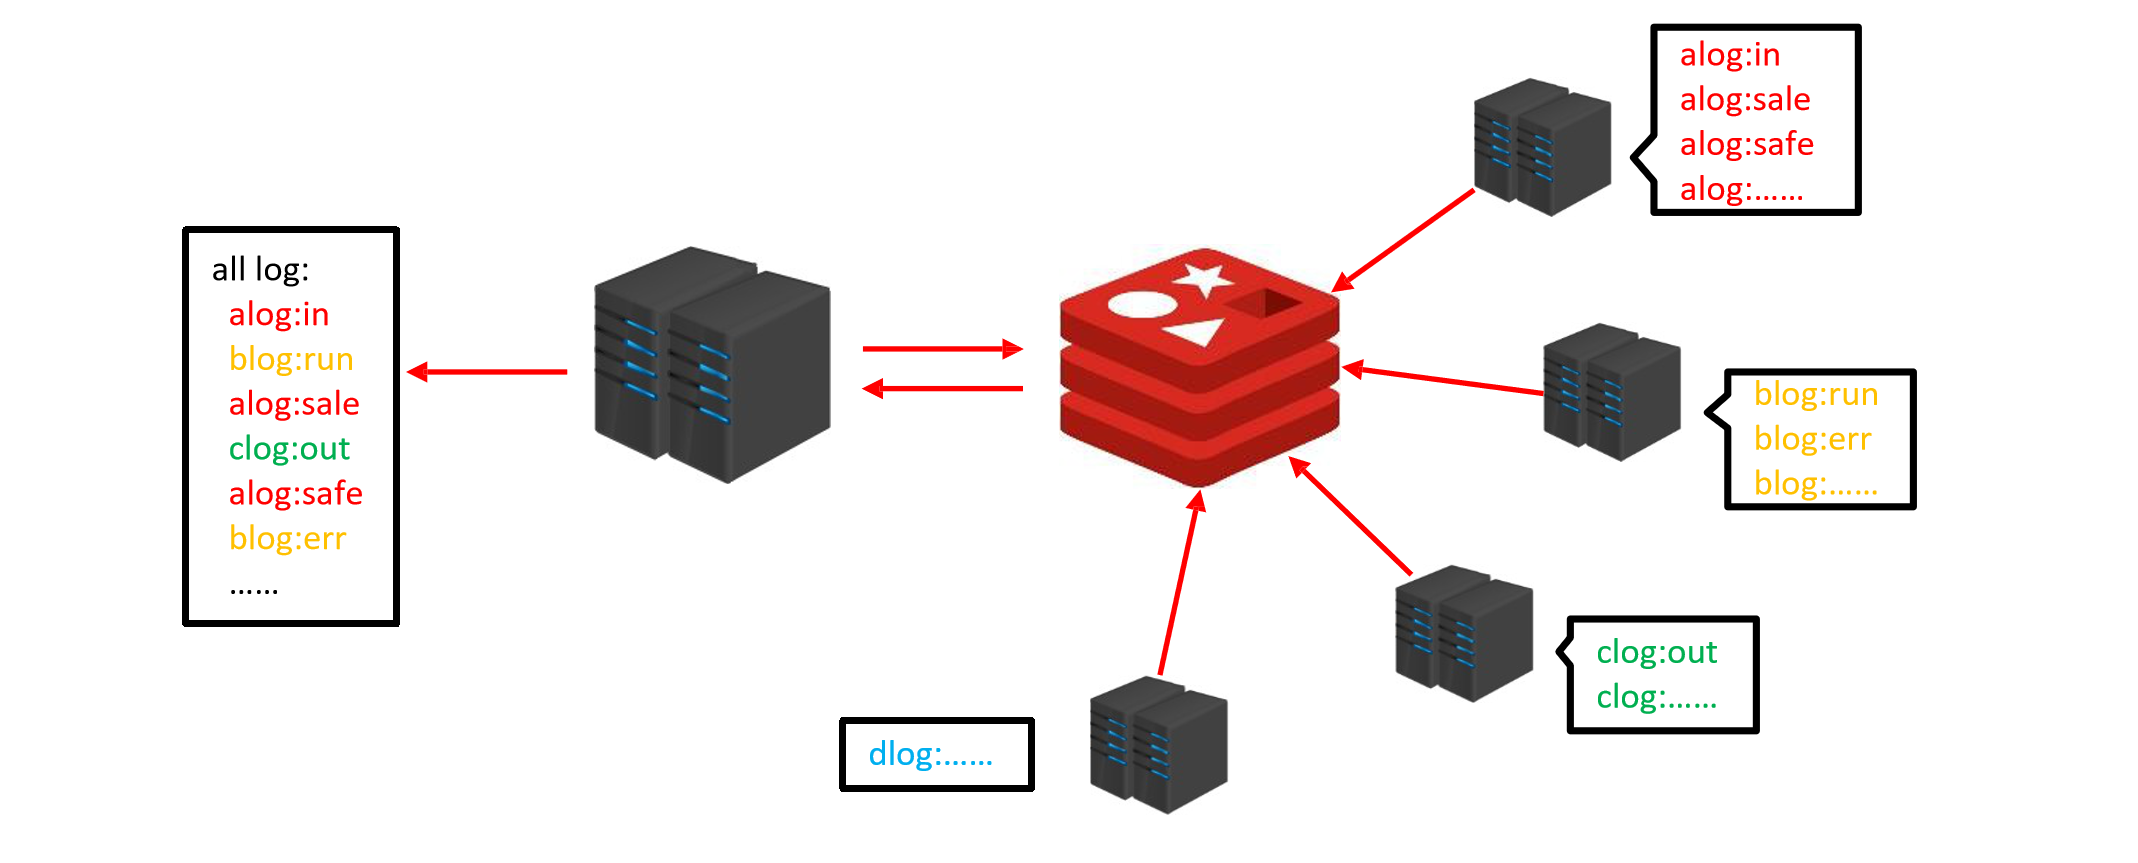 all log:
alog:in
blog:run
alog:sale
clog:out
alog:safe
blog:err
......
alog:in
alog:sale
alog:safe
alog:......
blog:run
blog:err
blog:......
clog:out
clog:......
dlog:......